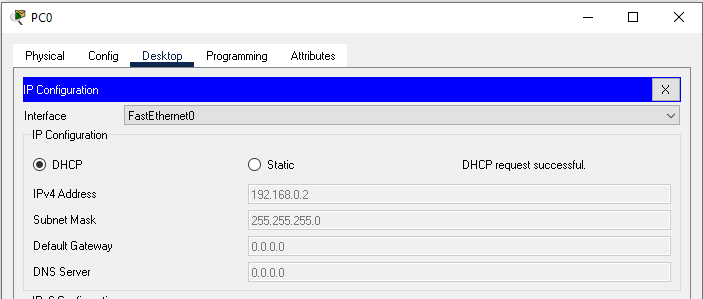 PC0
Physical Config Desktop Programming Attributes
IP Configuration X
Interface FastEthernet0
IP Configuration
DHCP Static DHCP request successful.
IPv4 Address 192.168.0.2
Subnet Mask 255.255.255.0
Default Gateway 0.0.0.0
DNS Server 0.0.0.0